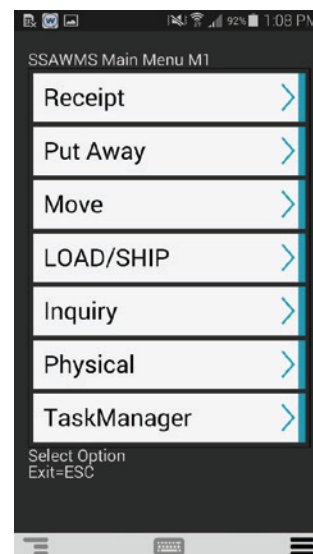 92% 1:08 PM
SSAWMS Main Menu M1
Receipt
Put Away
Move
LOAD/SHIP
Inquiry
Physical
TaskManager
Select Option
Exit=ESC